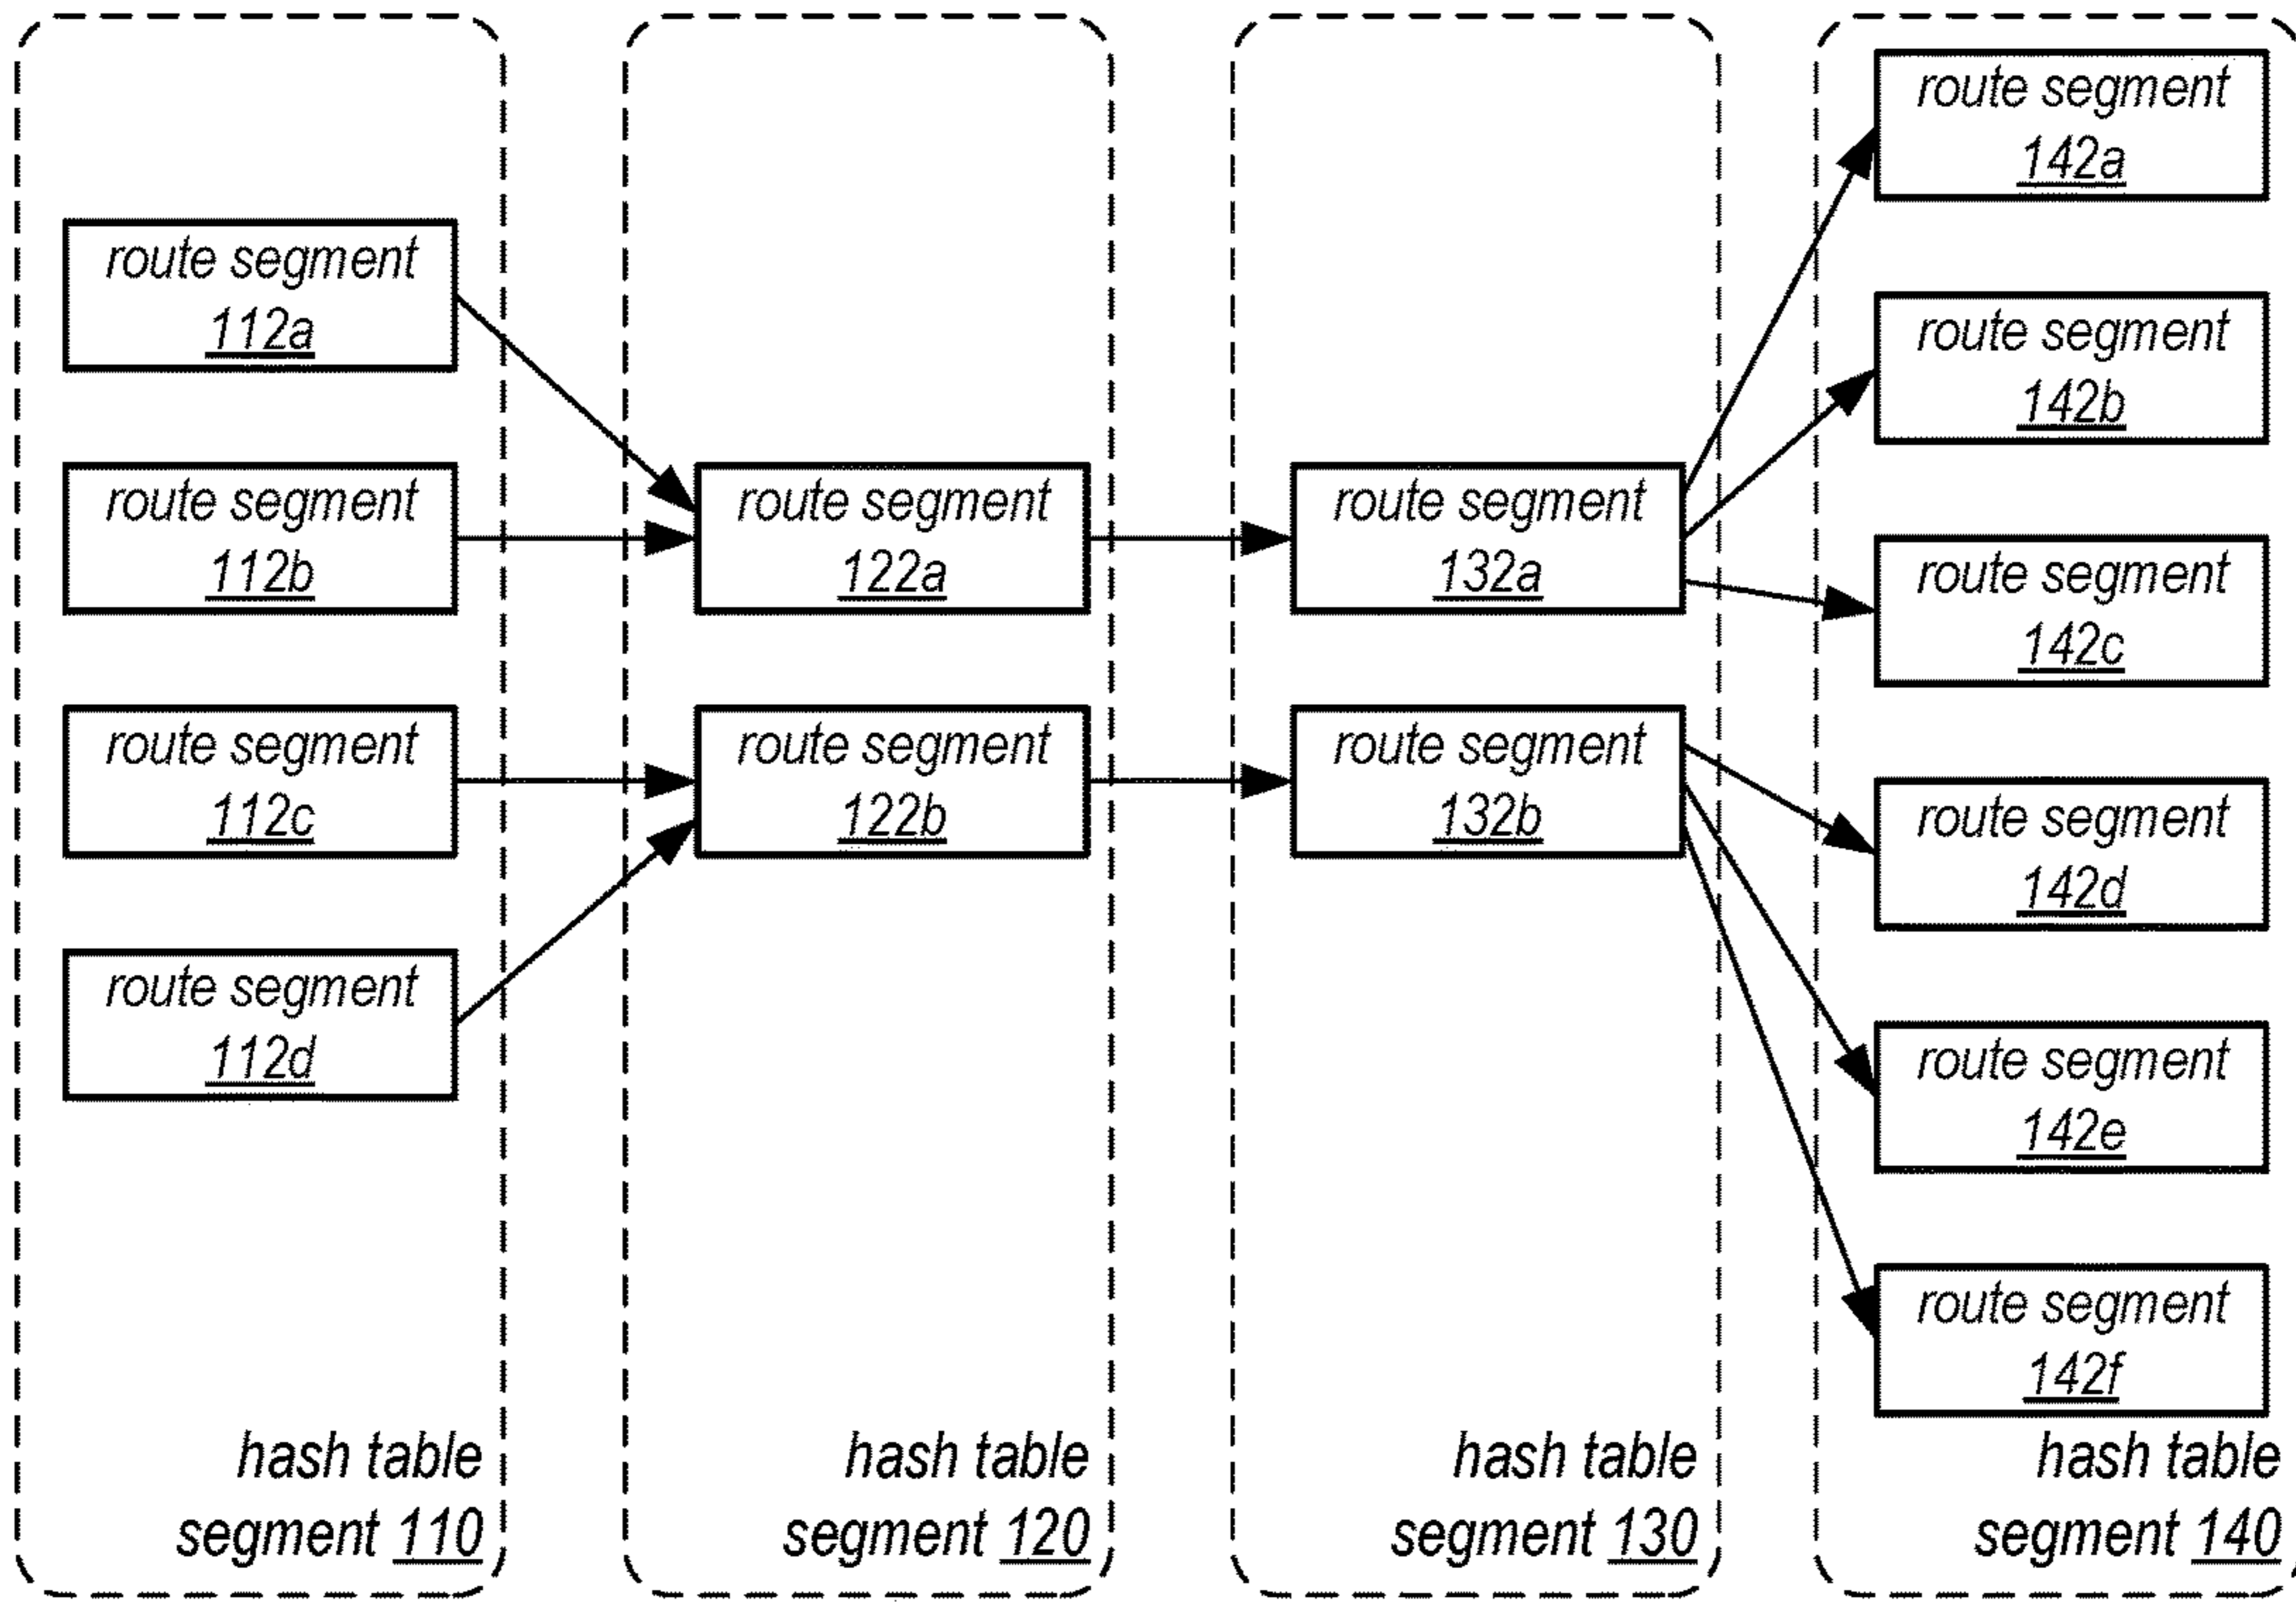 route segment
112a
route segment
112b
route segment
112c
route segment
112d
hash table
segment 110
route segment
122a
route segment
122b
hash table
segment 120
route segment
132a
route segment
132b
hash table
segment 130
route segment
142a
route segment
142b
route segment
142c
route segment
142d
route segment
142e
route segment
142f
hash table
segment 140